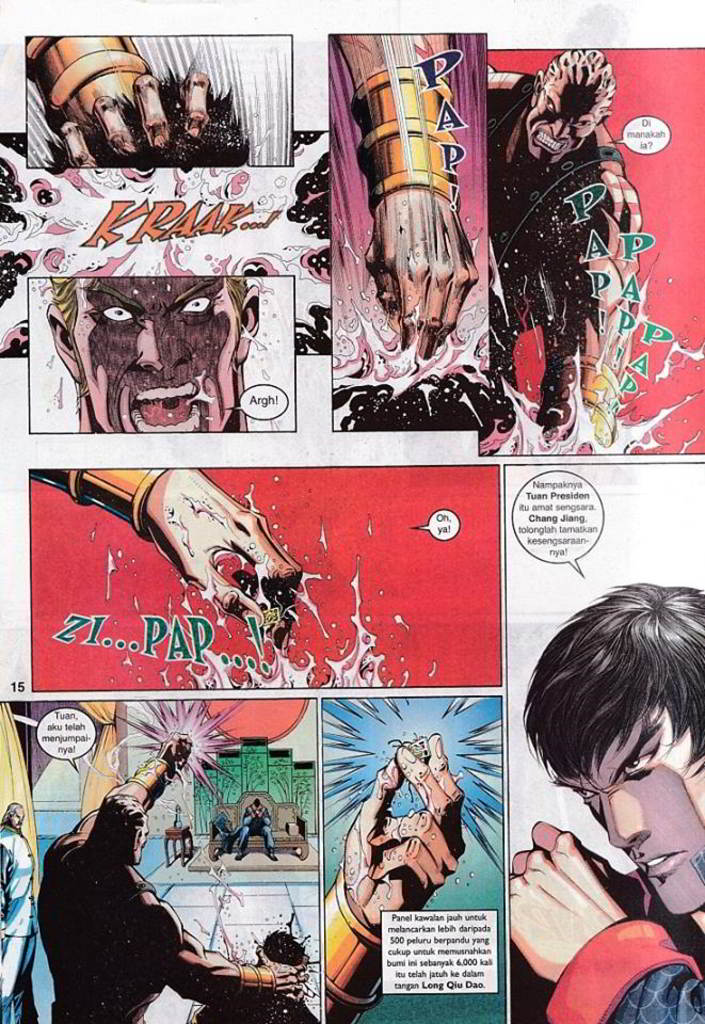 KRAAK...!
Argh!
PAP
PAP!
Di
manakah
ia?
PAP
PAP!
PAP
PAP!
PAP
Oh,
ya!
ZI...PAP....!
Nampaknya
Tuan Presiden
itu amat sengsara.
Chang Jiang,
tolonglah tamatkan
kesengsaraan-
nya!
15
Tuan,
aku telah
menjumpai-
nya!
Panel kawalan jauh untuk
melancarkan lebih daripada
500 peluru berpandu yang
cukup untuk memusnahkan
bumi ini sebanyak 6,000 kali
itu telah jatuh ke dalam
tangan Long Qiu Dao.